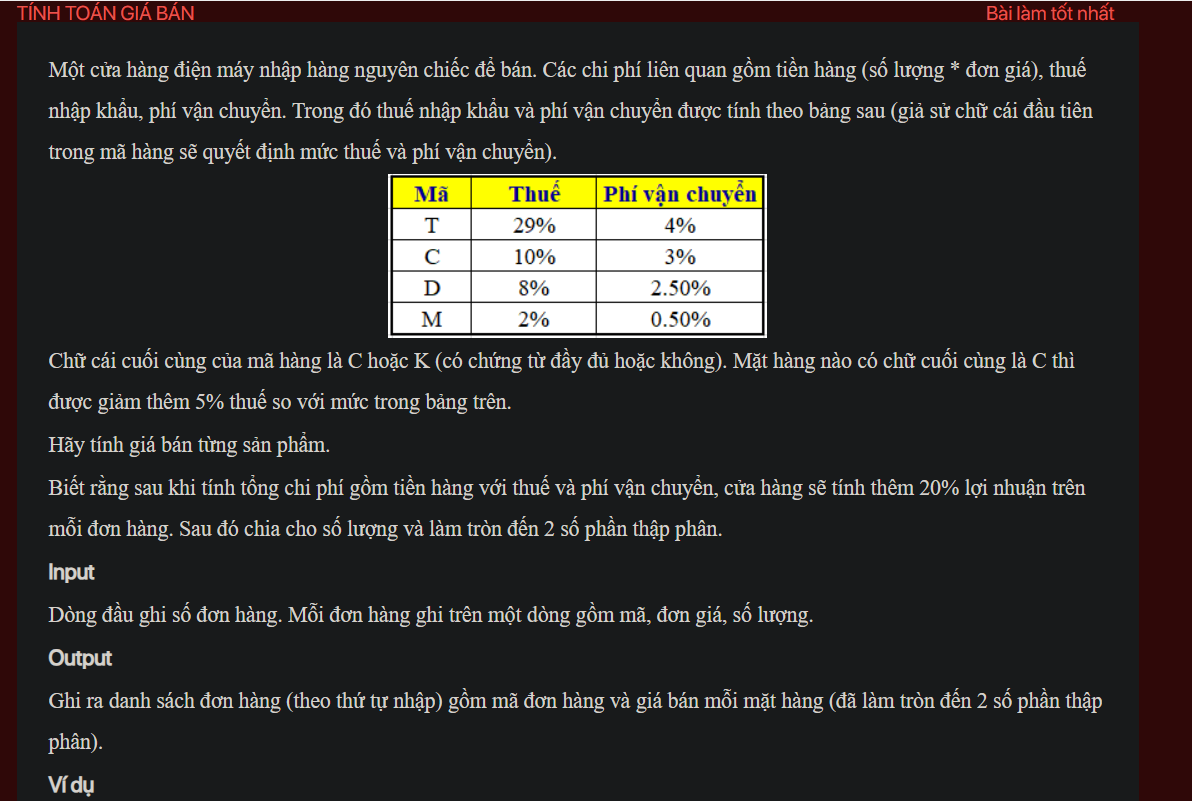 TÍNH TOÁN GIÁ BÁN
Bài làm tốt nhất
Một cửa hàng điện máy nhập hàng nguyên chiếc để bán. Các chi phí liên quan gồm tiền hàng (số lượng * đơn giá), thuế
nhập khẩu, phí vận chuyển. Trong đó thuế nhập khẩu và phí vận chuyển được tính theo bảng sau (giả sử chữ cái đầu tiên
trong mã hàng sẽ quyết định mức thuế và phí vận chuyển).
Mã Thuế Phí vận chuyển
T 29% 4%
C 10% 3%
D 8% 2.50%
M 2% 0.50%
Chữ cái cuối cùng của mã hàng là C hoặc K (có chứng từ đầy đủ hoặc không). Mặt hàng nào có chữ cuối cùng là C thì
được giảm thêm 5% thuế so với mức trong bảng trên.
Hãy tính giá bán từng sản phẩm.
Biết rằng sau khi tính tổng chi phí gồm tiền hàng với thuế và phí vận chuyển, cửa hàng sẽ tính thêm 20% lợi nhuận trên
mỗi đơn hàng. Sau đó chia cho số lượng và làm tròn đến 2 số phần thập phân.
Input
Dòng đầu ghi số đơn hàng. Mỗi đơn hàng ghi trên một dòng gồm mã, đơn giá, số lượng.
Output
Ghi ra danh sách đơn hàng (theo thứ tự nhập) gồm mã đơn hàng và giá bán mỗi mặt hàng (đã làm tròn đến 2 số phần thập
phân).
Ví dụ